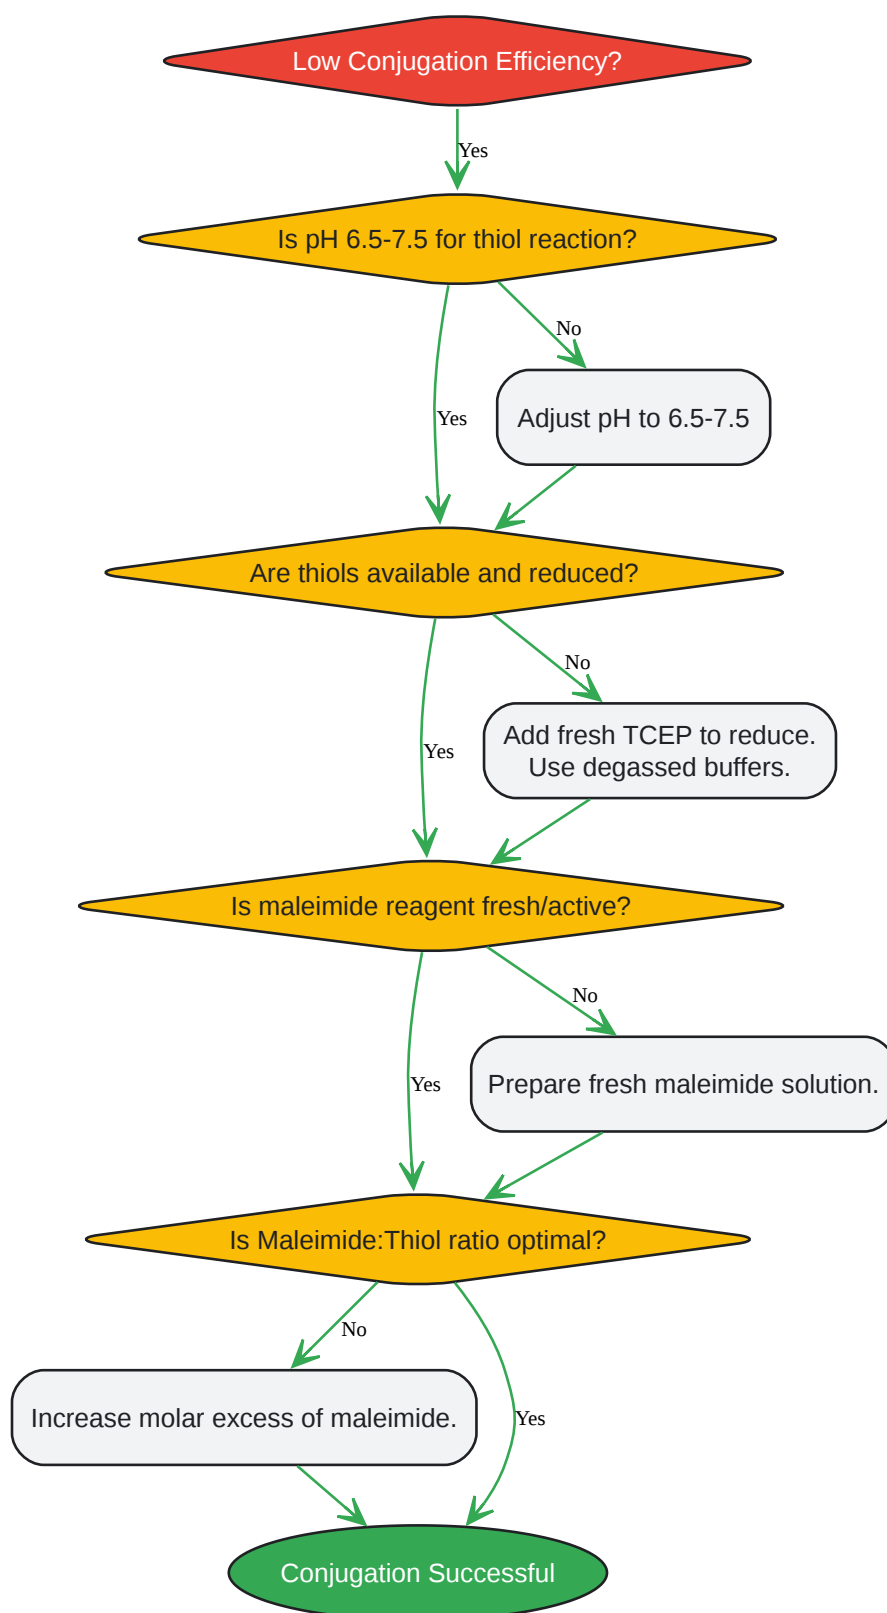 Low Conjugation Efficiency?
Yes
Is pH 6.5-7.5 for thiol reaction?
No
Yes
Adjust pH to 6.5-7.5
Are thiols available and reduced?
No
Yes
Add fresh TCEP to reduce.
Use degassed buffers.
Is maleimide reagent fresh/active?
No
Yes
Prepare fresh maleimide solution.
Is Maleimide:Thiol ratio optimal?
No
Increase molar excess of maleimide.
Yes
Conjugation Successful